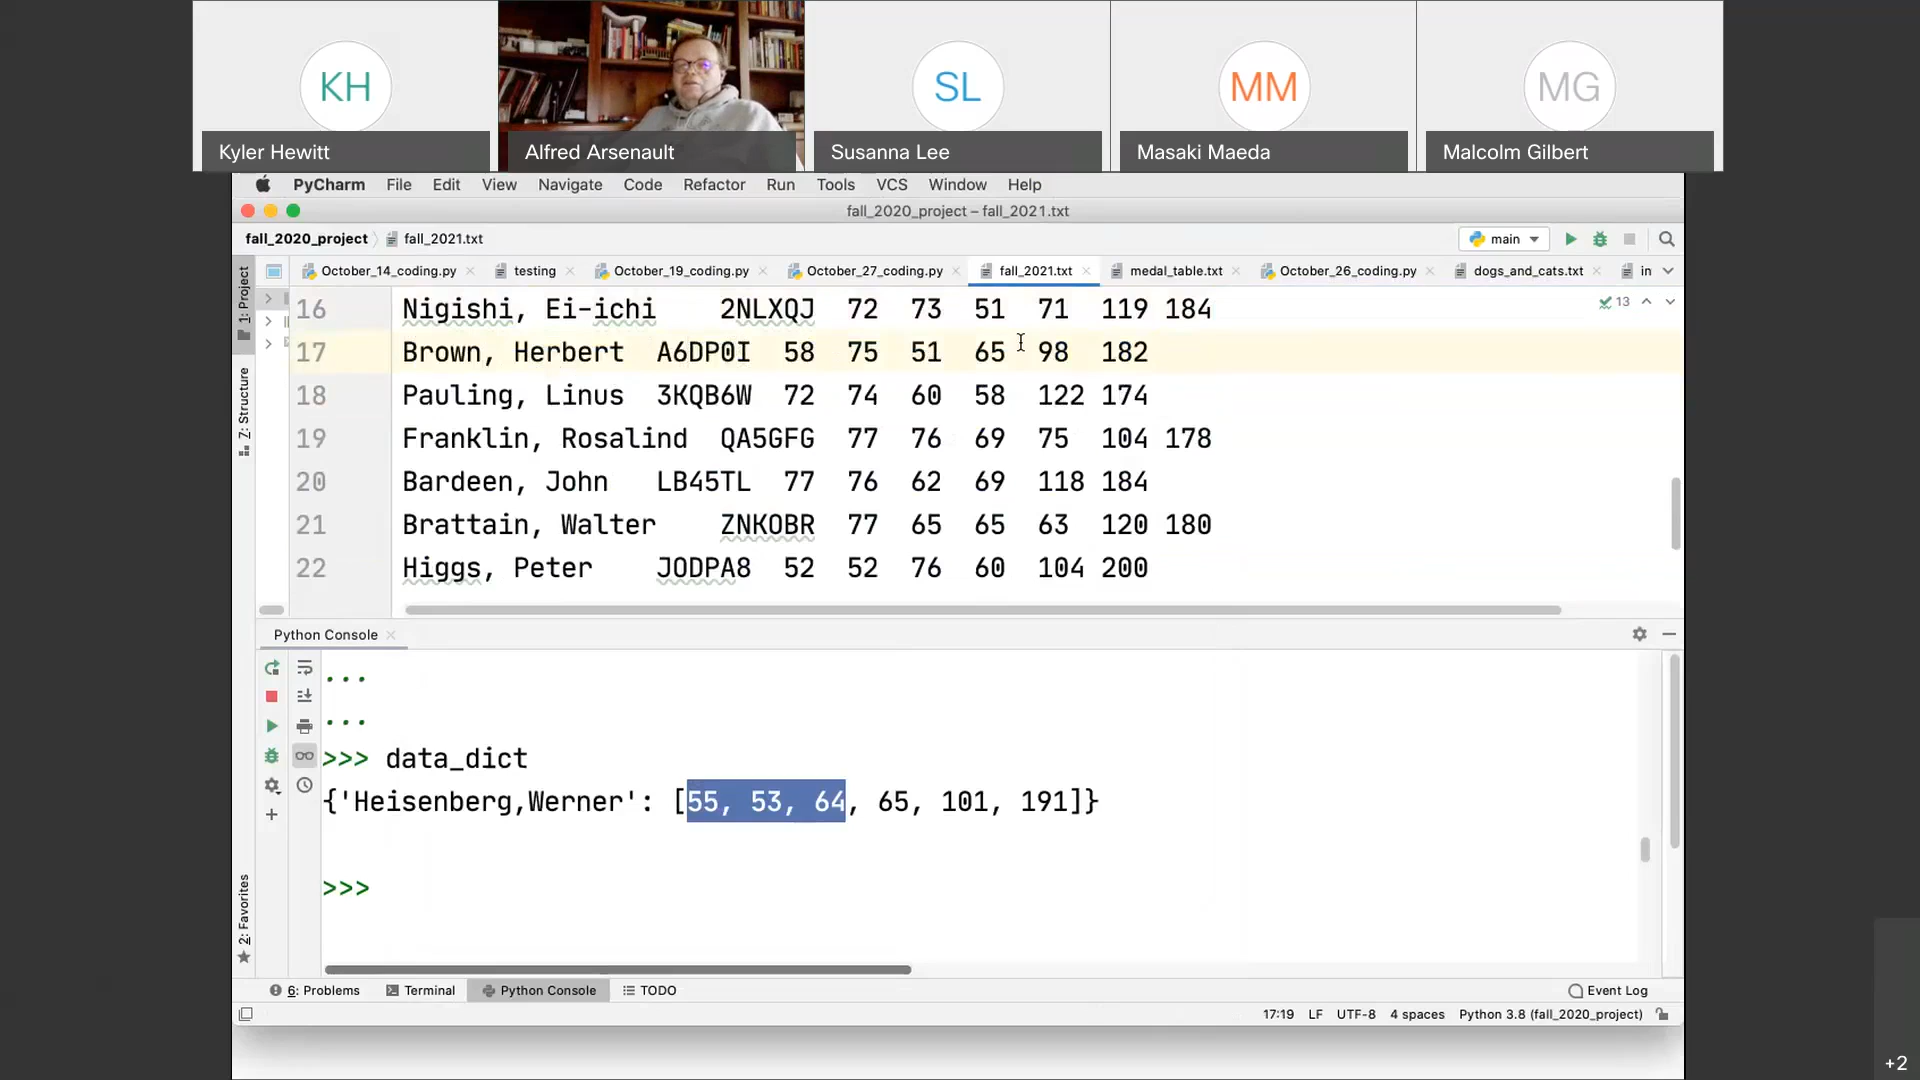 KH
SL
MM
MG
Kyler Hewitt
Alfred Arsenault
Susanna Lee
Masaki Maeda
Malcolm Gilbert
PyCharm File Edit View Navigate Code Refactor Run Tools VCS Window Help
fall_2020_project – fall_2021.txt
fall_2020_project fall_2021.txt
main
October_14_coding.py testing October_19_coding.py October_27_coding.py fall_2021.txt medal_table.txt October_26_coding.py dogs_and_cats.txt in
1: Project
Z: Structure
2: Favorites
13
16 Nigishi, Ei-ichi 2NLXQJ 72 73 51 71 119 184
17 Brown, Herbert A6DP0I 58 75 51 65 98 182
18 Pauling, Linus 3KQB6W 72 74 60 58 122 174
19 Franklin, Rosalind QA5GFG 77 76 69 75 104 178
20 Bardeen, John LB45TL 77 76 62 69 118 184
21 Brattain, Walter ZNKOBR 77 65 65 63 120 180
22 Higgs, Peter JODPA8 52 52 76 60 104 200
Python Console
...
...
>>> data_dict
{'Heisenberg,Werner': [55, 53, 64, 65, 101, 191]}
>>>
6: Problems Terminal Python Console TODO Event Log
17:19 LF UTF-8 4 spaces Python 3.8 (fall_2020_project)
+2